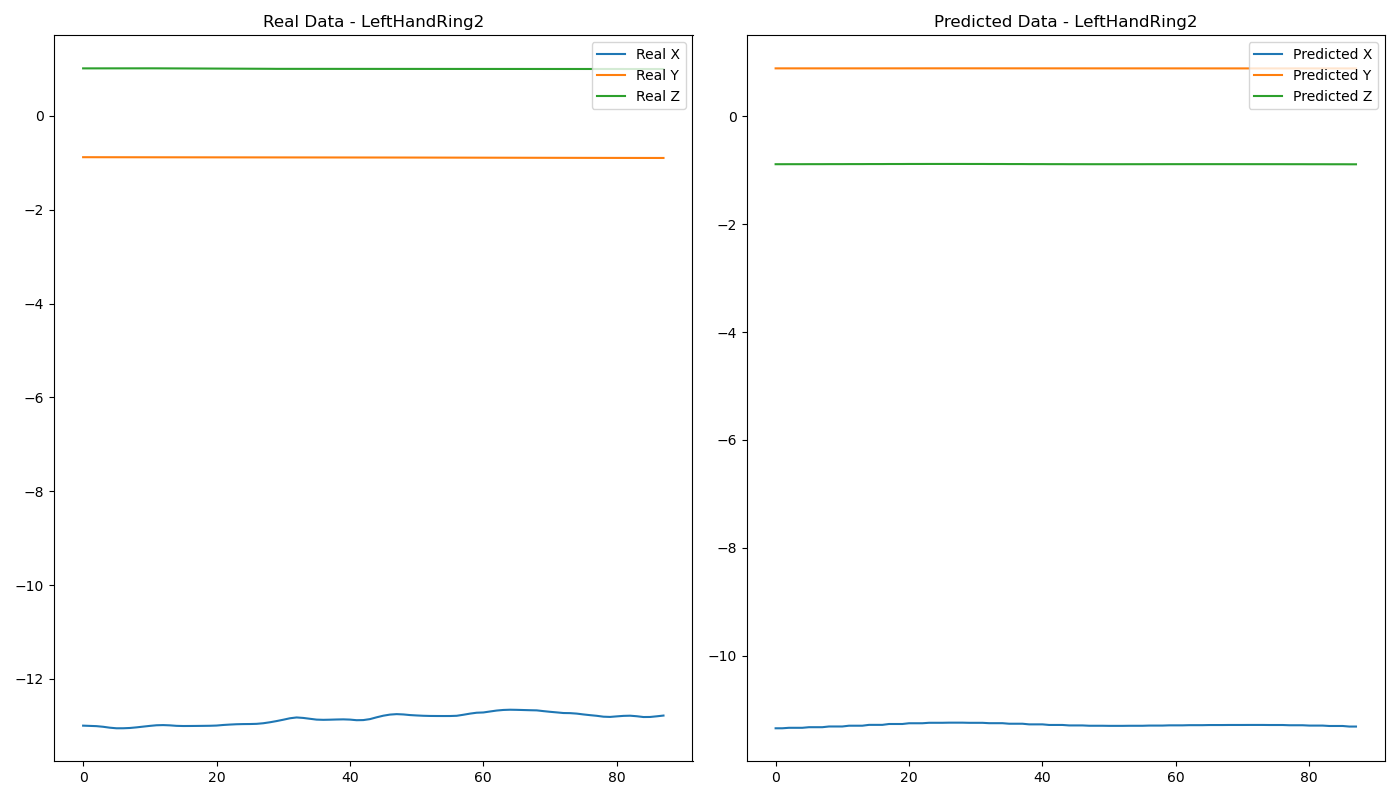 Real Data - LeftHandRing2
Real X
Real Y
Real Z
0
−2
−4
−6
−8
−10
−12
0 20 40 60 80
Predicted Data - LeftHandRing2
Predicted X
Predicted Y
Predicted Z
0
−2
−4
−6
−8
−10
0 20 40 60 80